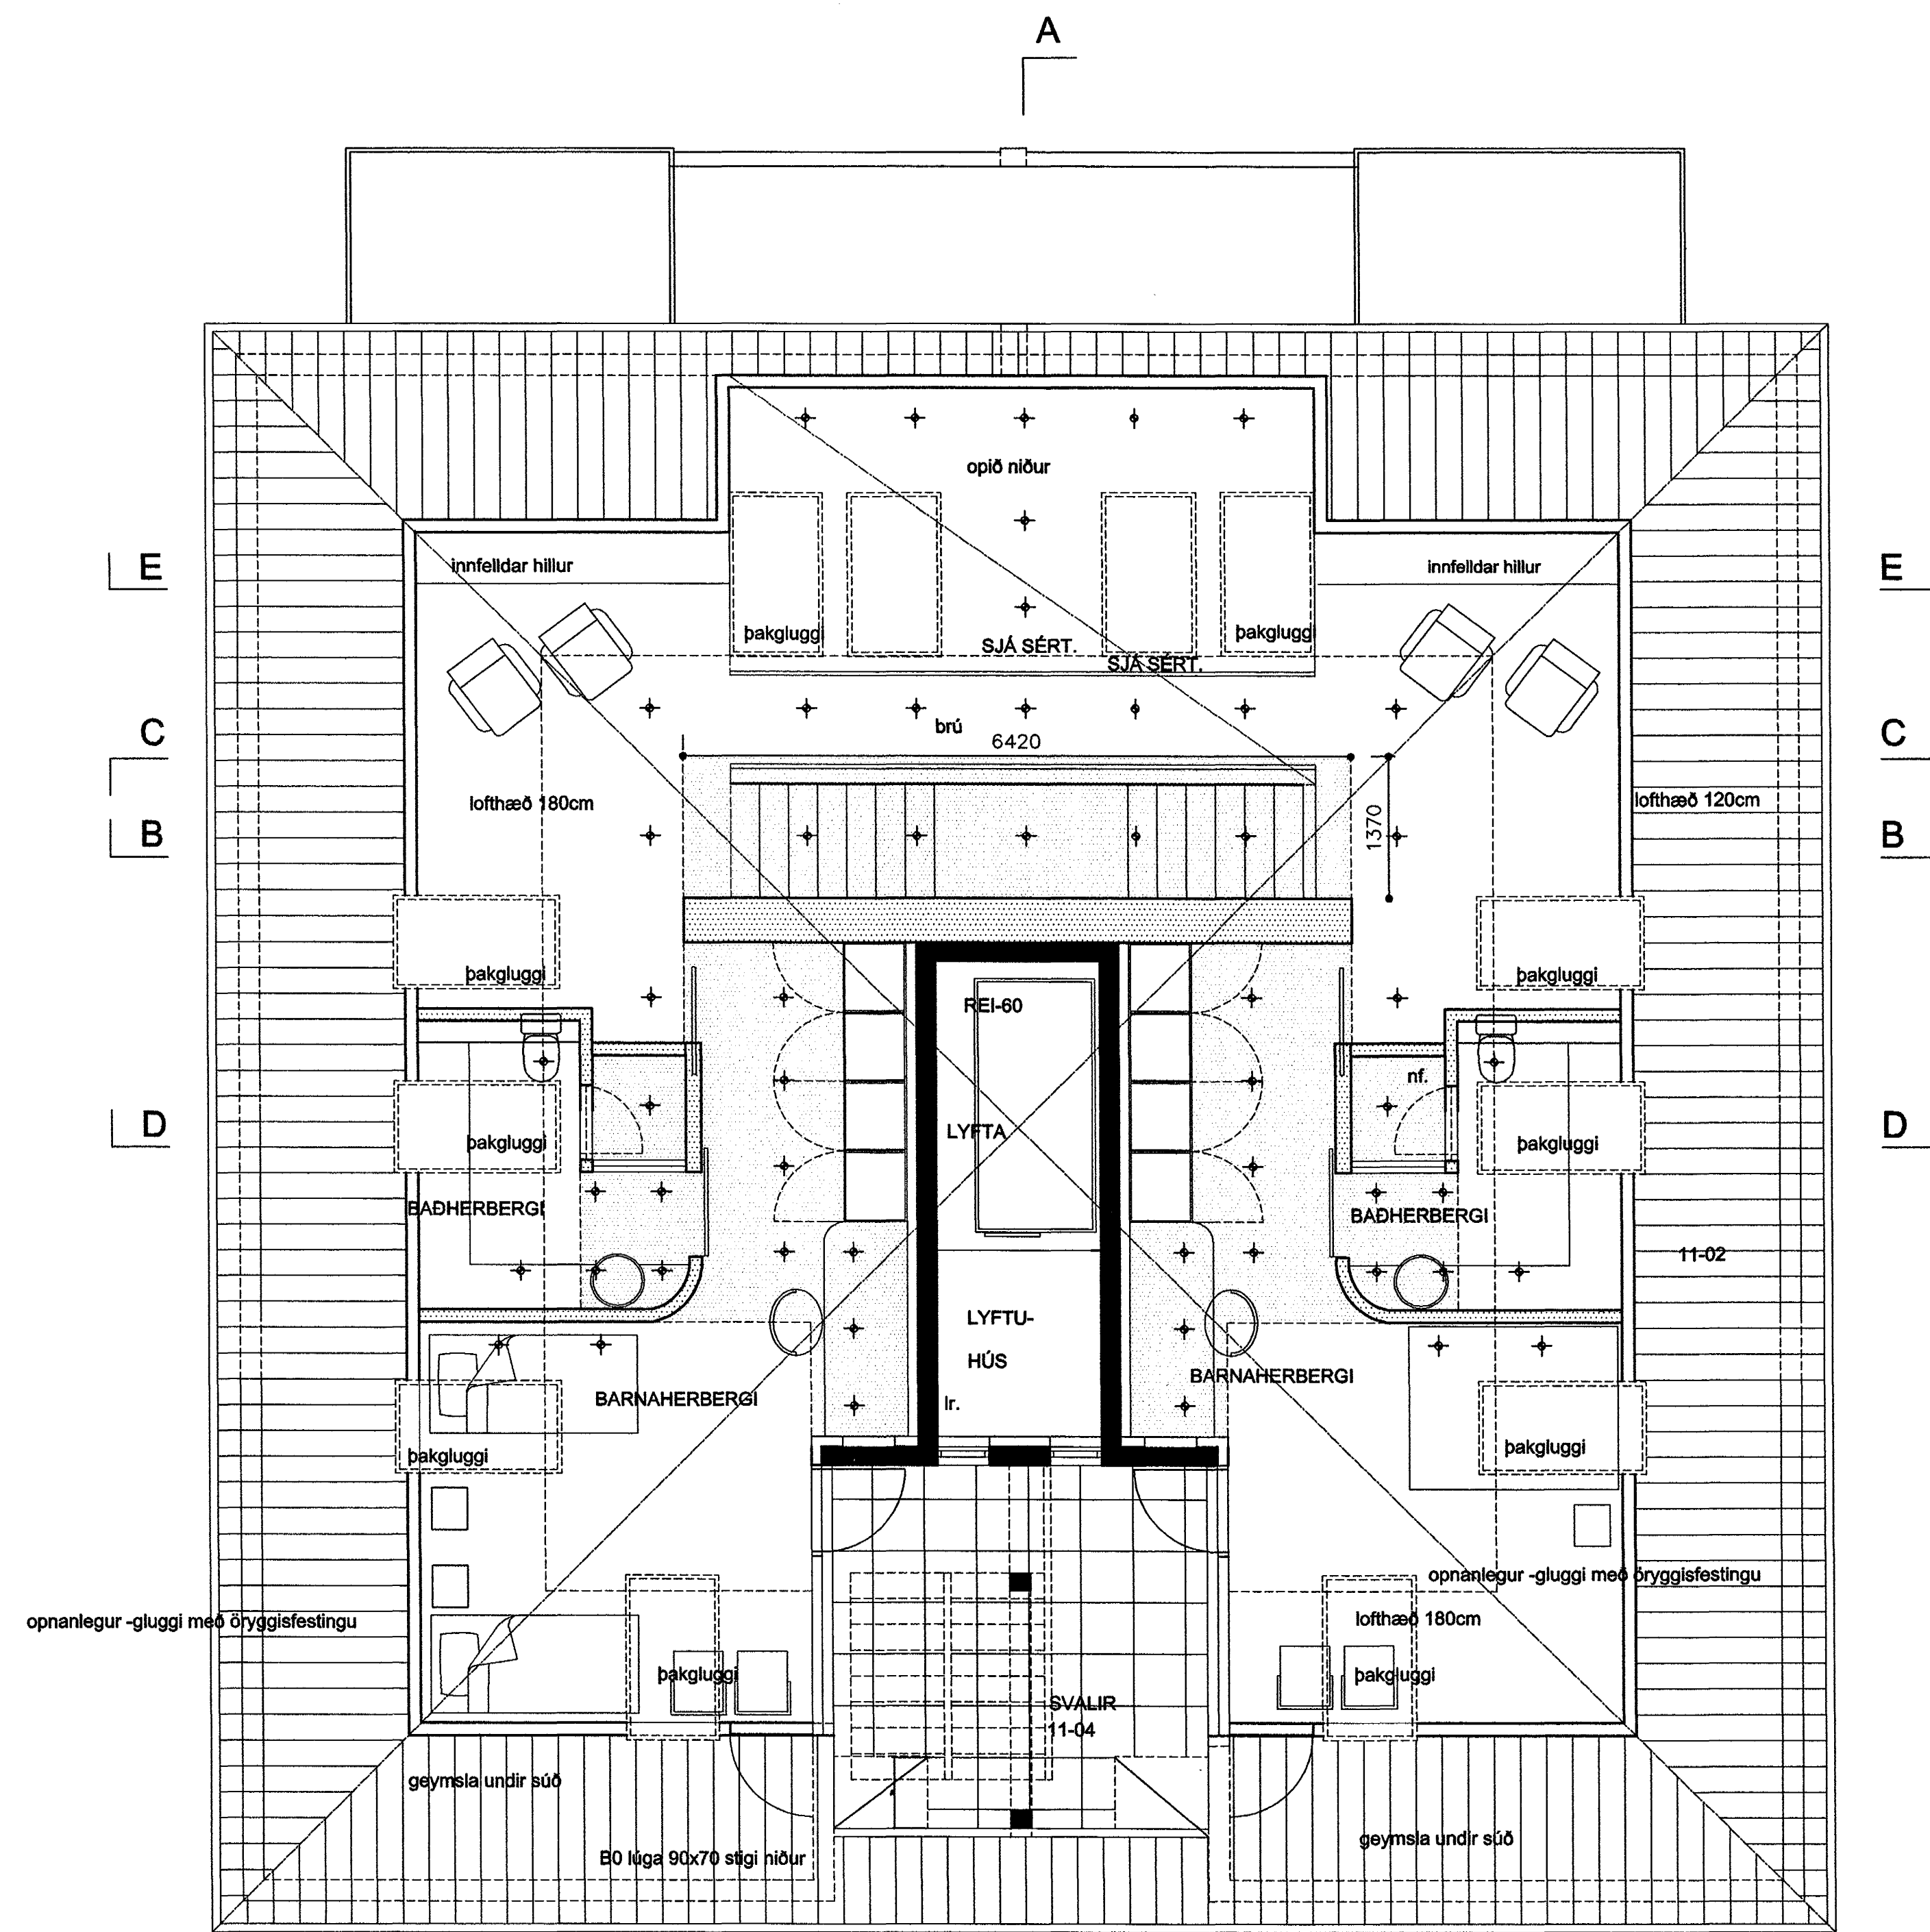 A
opið niður
E
innfelldar hillur
innfelldar hillur
E
þakgluggi
þakgluggi
SJÁ SÉRT.
SJÁ SÉRT.
C
brú
C
6420
lofthæð 180cm
lofthæð 120cm
B
1370
B
þakgluggi
þakgluggi
REI-60
nf.
D
þakgluggi
LYFTA
þakgluggi
D
BAÐHERBERGI
BAÐHERBERGI
11-02
LYFTU-
HÚS
BARNAHERBERGI
BARNAHERBERGI
lr.
þakgluggi
þakgluggi
opnanlegur -gluggi með öryggisfestingu
opnanlegur -gluggi með öryggisfestingu
lofthæð 180cm
þakgluggi
þakgluggi
SVALIR
11-04
geymsla undir súð
geymsla undir súð
B0 lúga 90x70 stigi niður